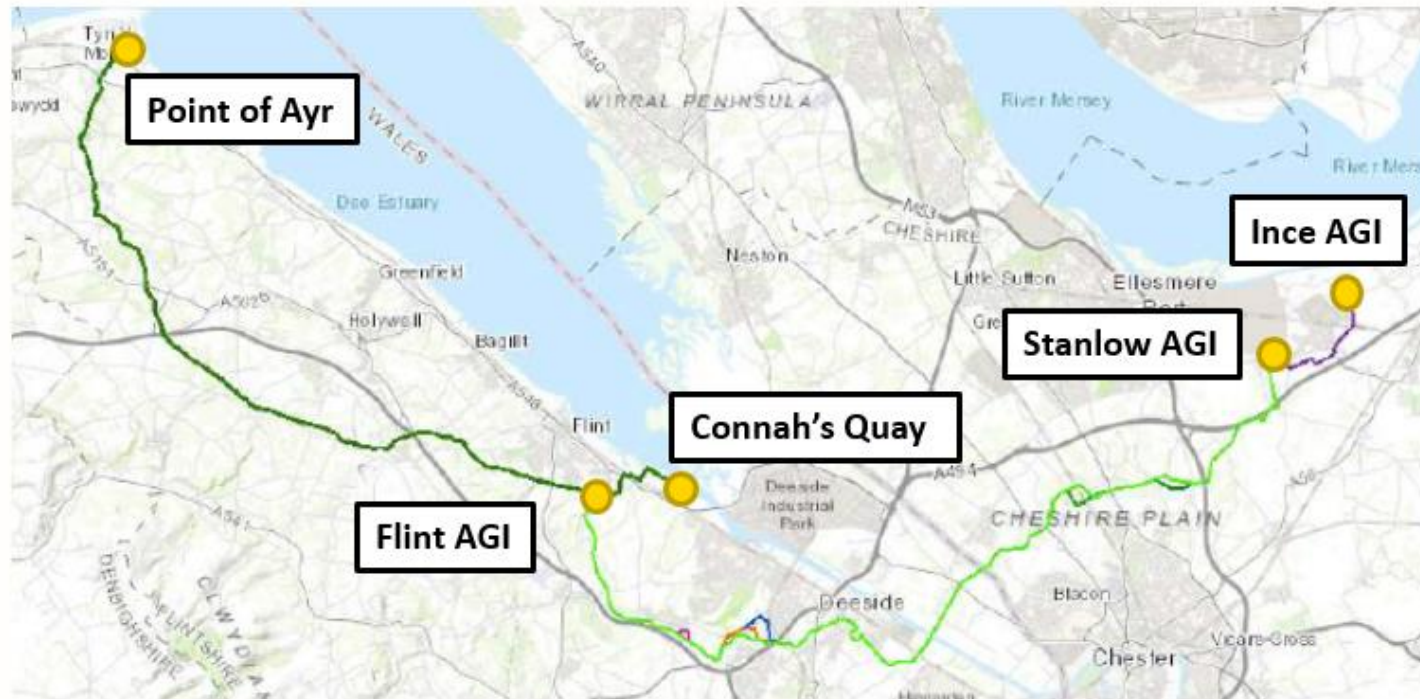 Point of Ayr
WIRRAL PENINSULA
A540
River Mersey
WALES
River Mers
Dee Estuary
M53
CHESHIRE
Ince AGI
Neston
Greenfield
Little Sutton
Ellesmere
A5151
Holywell
Stanlow AGI
Bagillt
A548
Flint
Connah's Quay
A494
Deeside
Industrial
Park
A56
CHESHIRE PLAIN
Flint AGI
A541
Deeside
Blacon
DENBIGHSHIRE
FLINTSHIRE
CLWYDIAN
Vicars-Cross
Chester